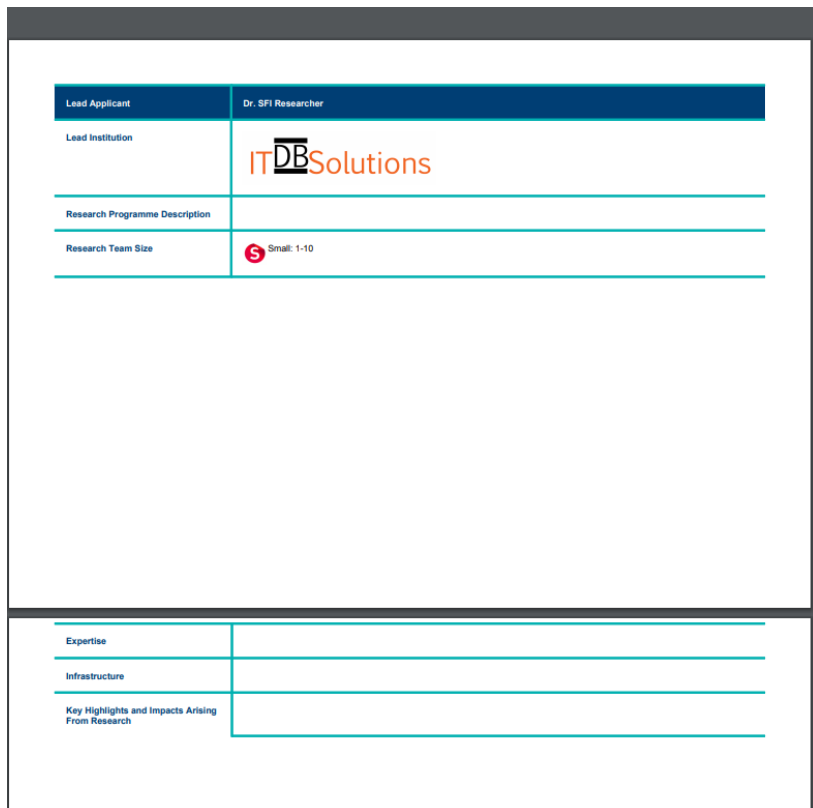 Lead Applicant
Dr. SFI Researcher
Lead Institution
ITDBSolutions
Research Programme Description
Research Team Size
S Small: 1-10
Expertise
Infrastructure
Key Highlights and Impacts Arising
From Research